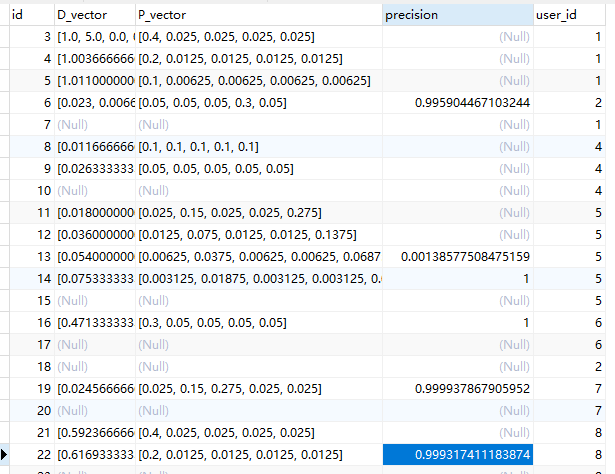 id D_vector P_vector precision user_id
3 [1.0, 5.0, 0.0, [0.4, 0.025, 0.025, 0.025, 0.025] (Null) 1
4 [1.003666666 [0.2, 0.0125, 0.0125, 0.0125, 0.0125] (Null) 1
5 [1.011000000 [0.1, 0.00625, 0.00625, 0.00625, 0.00625] (Null) 1
6 [0.023, 0.0066 [0.05, 0.05, 0.05, 0.3, 0.05] 0.995904467103244 2
7 (Null) (Null) (Null) 1
8 [0.011666666 [0.1, 0.1, 0.1, 0.1, 0.1] (Null) 4
9 [0.026333333 [0.05, 0.05, 0.05, 0.05, 0.05] (Null) 4
10 (Null) (Null) (Null) 4
11 [0.018000000 [0.025, 0.15, 0.025, 0.025, 0.275] (Null) 5
12 [0.036000000 [0.0125, 0.075, 0.0125, 0.0125, 0.1375] (Null) 5
13 [0.054000000 [0.00625, 0.0375, 0.00625, 0.00625, 0.0687 0.00138577508475159 5
14 [0.075333333 [0.003125, 0.01875, 0.003125, 0.003125, 0.0 1 5
15 (Null) (Null) (Null) 5
16 [0.471333333 [0.3, 0.05, 0.05, 0.05, 0.05] 1 6
17 (Null) (Null) (Null) 6
18 (Null) (Null) (Null) 2
19 [0.024566666 [0.025, 0.15, 0.275, 0.025, 0.025] 0.999937867905952 7
20 (Null) (Null) (Null) 7
21 [0.592366666 [0.4, 0.025, 0.025, 0.025, 0.025] (Null) 8
22 [0.616933333 [0.2, 0.0125, 0.0125, 0.0125, 0.0125] 0.999317411183874 8